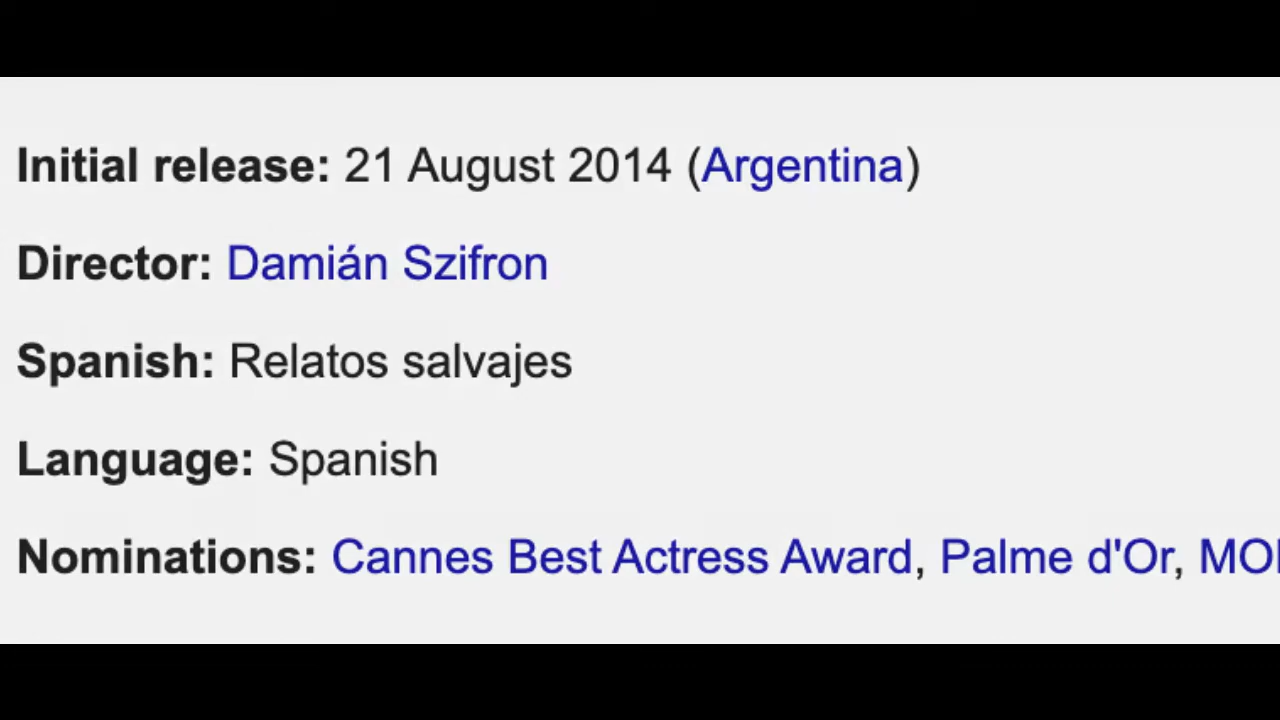 Initial release: 21 August 2014 (Argentina)
Director: Damián Szifron
Spanish: Relatos salvajes
Language: Spanish
Nominations: Cannes Best Actress Award, Palme d'Or,